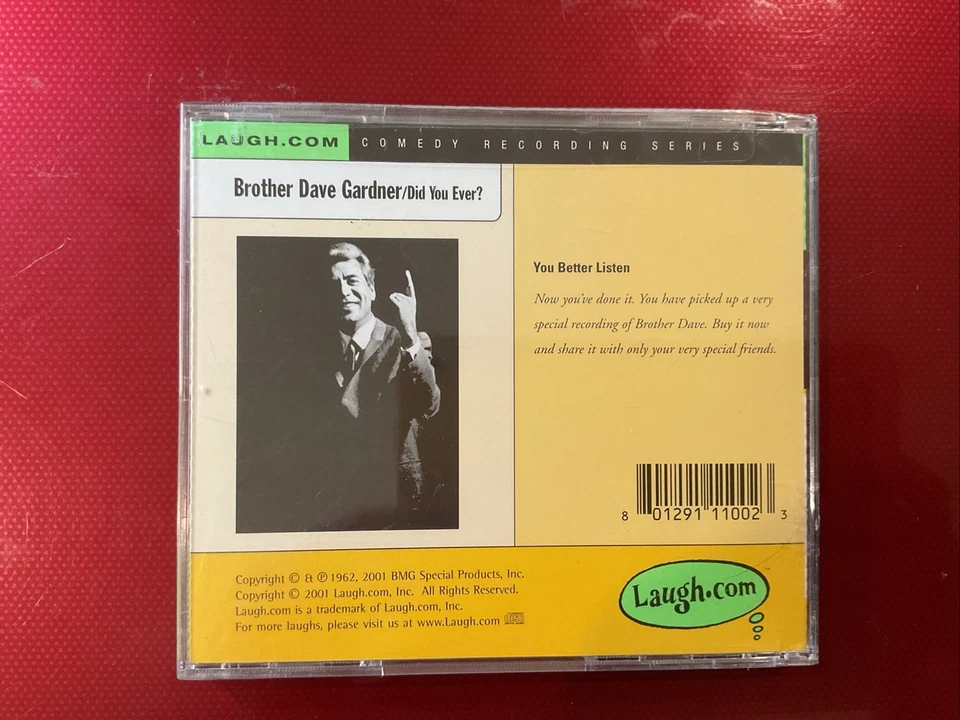 LAUGH.COM COMEDY RECORDING SERIES
Brother Dave Gardner/Did You Ever?
You Better Listen
Now you've done it. You have picked up a very
special recording of Brother Dave. Buy it now
and share it with only your very special friends.
8 01291 11002 3
Copyright © & ℗ 1962, 2001 BMG Special Products, Inc.
Copyright © 2001 Laugh.com, Inc. All Rights Reserved.
Laugh.com is a trademark of Laugh.com, Inc.
For more laughs, please visit us at www.Laugh.com
Laugh.com™